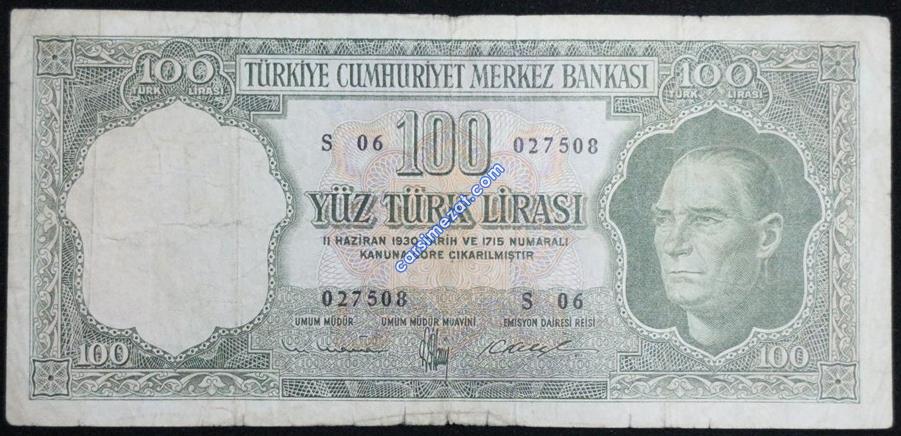 100
TÜRK LİRASI
TÜRKİYE CUMHURİYET MERKEZ BANKASI
100
TÜRK LİRASI
S 06
100
027508
YÜZ TÜRK LİRASI
11 HAZİRAN 1930 TARİH VE 1715 NUMARALI
KANUNA GÖRE ÇIKARILMIŞTIR
carsimezat.com
027508 S 06
UMUM MÜDÜR UMUM MÜDÜR MUAVİNİ EMİSYON DAİRESİ REİSİ
100
100